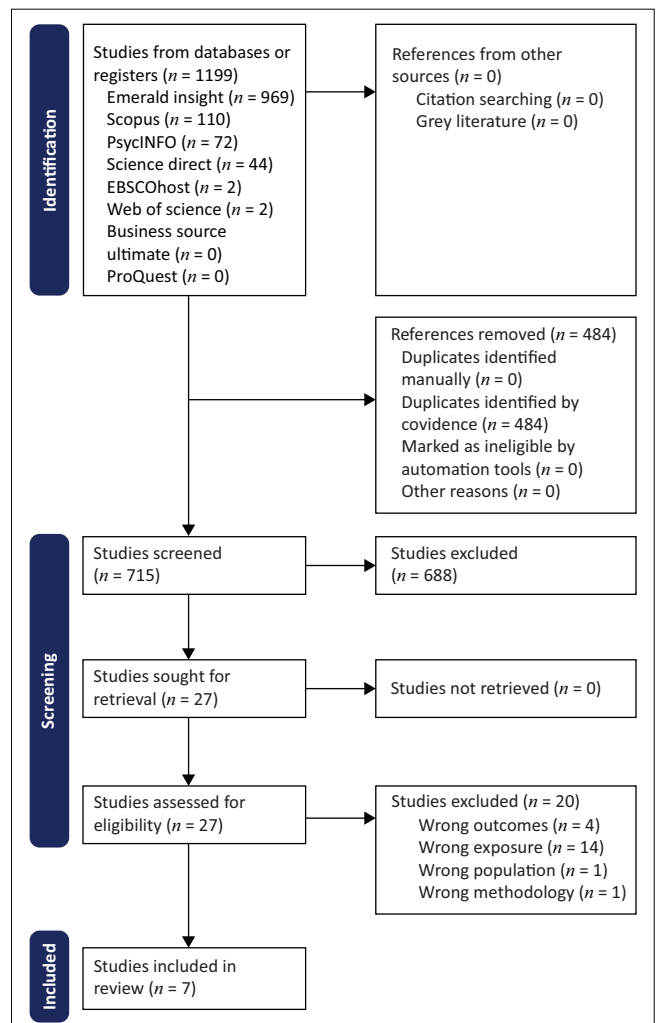 Identification
Studies from databases or
registers (n = 1199)
Emerald insight (n = 969)
Scopus (n = 110)
PsycINFO (n = 72)
Science direct (n = 44)
EBSCOhost (n = 2)
Web of science (n = 2)
Business source
ultimate (n = 0)
ProQuest (n = 0)
References from other
sources (n = 0)
Citation searching (n = 0)
Grey literature (n = 0)
References removed (n = 484)
Duplicates identified
manually (n = 0)
Duplicates identified by
covidence (n = 484)
Marked as ineligible by
automation tools (n = 0)
Other reasons (n = 0)
Screening
Studies screened
(n = 715)
Studies excluded
(n = 688)
Studies sought for
retrieval (n = 27)
Studies not retrieved (n = 0)
Studies assessed for
eligibility (n = 27)
Studies excluded (n = 20)
Wrong outcomes (n = 4)
Wrong exposure (n = 14)
Wrong population (n = 1)
Wrong methodology (n = 1)
Included
Studies included in
review (n = 7)